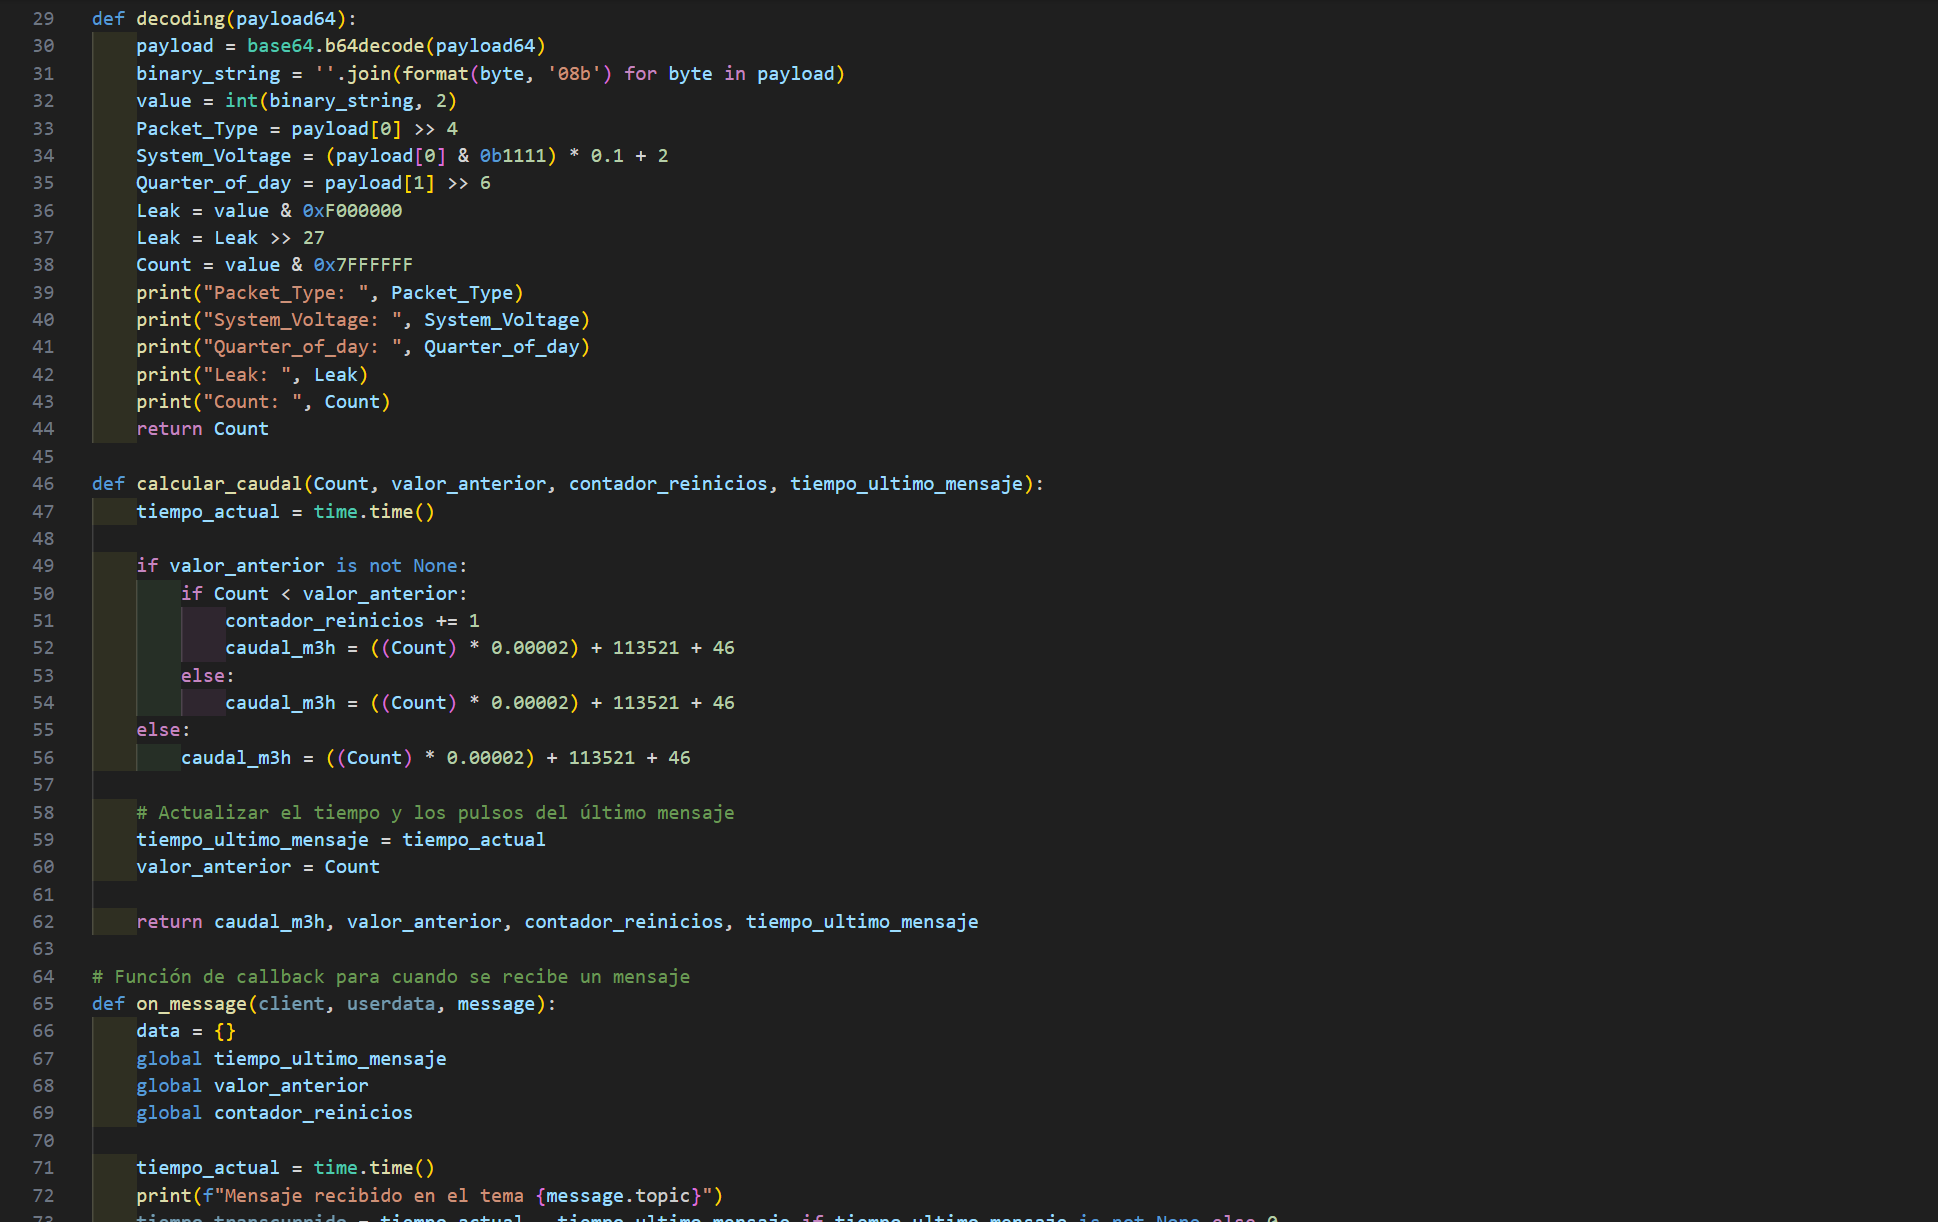 29 def decoding(payload64):
30     payload = base64.b64decode(payload64)
31     binary_string = ''.join(format(byte, '08b') for byte in payload)
32     value = int(binary_string, 2)
33     Packet_Type = payload[0] >> 4
34     System_Voltage = (payload[0] & 0b1111) * 0.1 + 2
35     Quarter_of_day = payload[1] >> 6
36     Leak = value & 0xF000000
37     Leak = Leak >> 27
38     Count = value & 0x7FFFFFF
39     print("Packet_Type: ", Packet_Type)
40     print("System_Voltage: ", System_Voltage)
41     print("Quarter_of_day: ", Quarter_of_day)
42     print("Leak: ", Leak)
43     print("Count: ", Count)
44     return Count
45
46 def calcular_caudal(Count, valor_anterior, contador_reinicios, tiempo_ultimo_mensaje):
47     tiempo_actual = time.time()
48
49     if valor_anterior is not None:
50         if Count < valor_anterior:
51             contador_reinicios += 1
52             caudal_m3h = ((Count) * 0.00002) + 113521 + 46
53         else:
54             caudal_m3h = ((Count) * 0.00002) + 113521 + 46
55     else:
56         caudal_m3h = ((Count) * 0.00002) + 113521 + 46
57
58     # Actualizar el tiempo y los pulsos del último mensaje
59     tiempo_ultimo_mensaje = tiempo_actual
60     valor_anterior = Count
61
62     return caudal_m3h, valor_anterior, contador_reinicios, tiempo_ultimo_mensaje
63
64 # Función de callback para cuando se recibe un mensaje
65 def on_message(client, userdata, message):
66     data = {}
67     global tiempo_ultimo_mensaje
68     global valor_anterior
69     global contador_reinicios
70
71     tiempo_actual = time.time()
72     print(f"Mensaje recibido en el tema {message.topic}")
73     tiempo_transcurrido = tiempo_actual - tiempo_ultimo_mensaje if tiempo_ultimo_mensaje is not None else 0